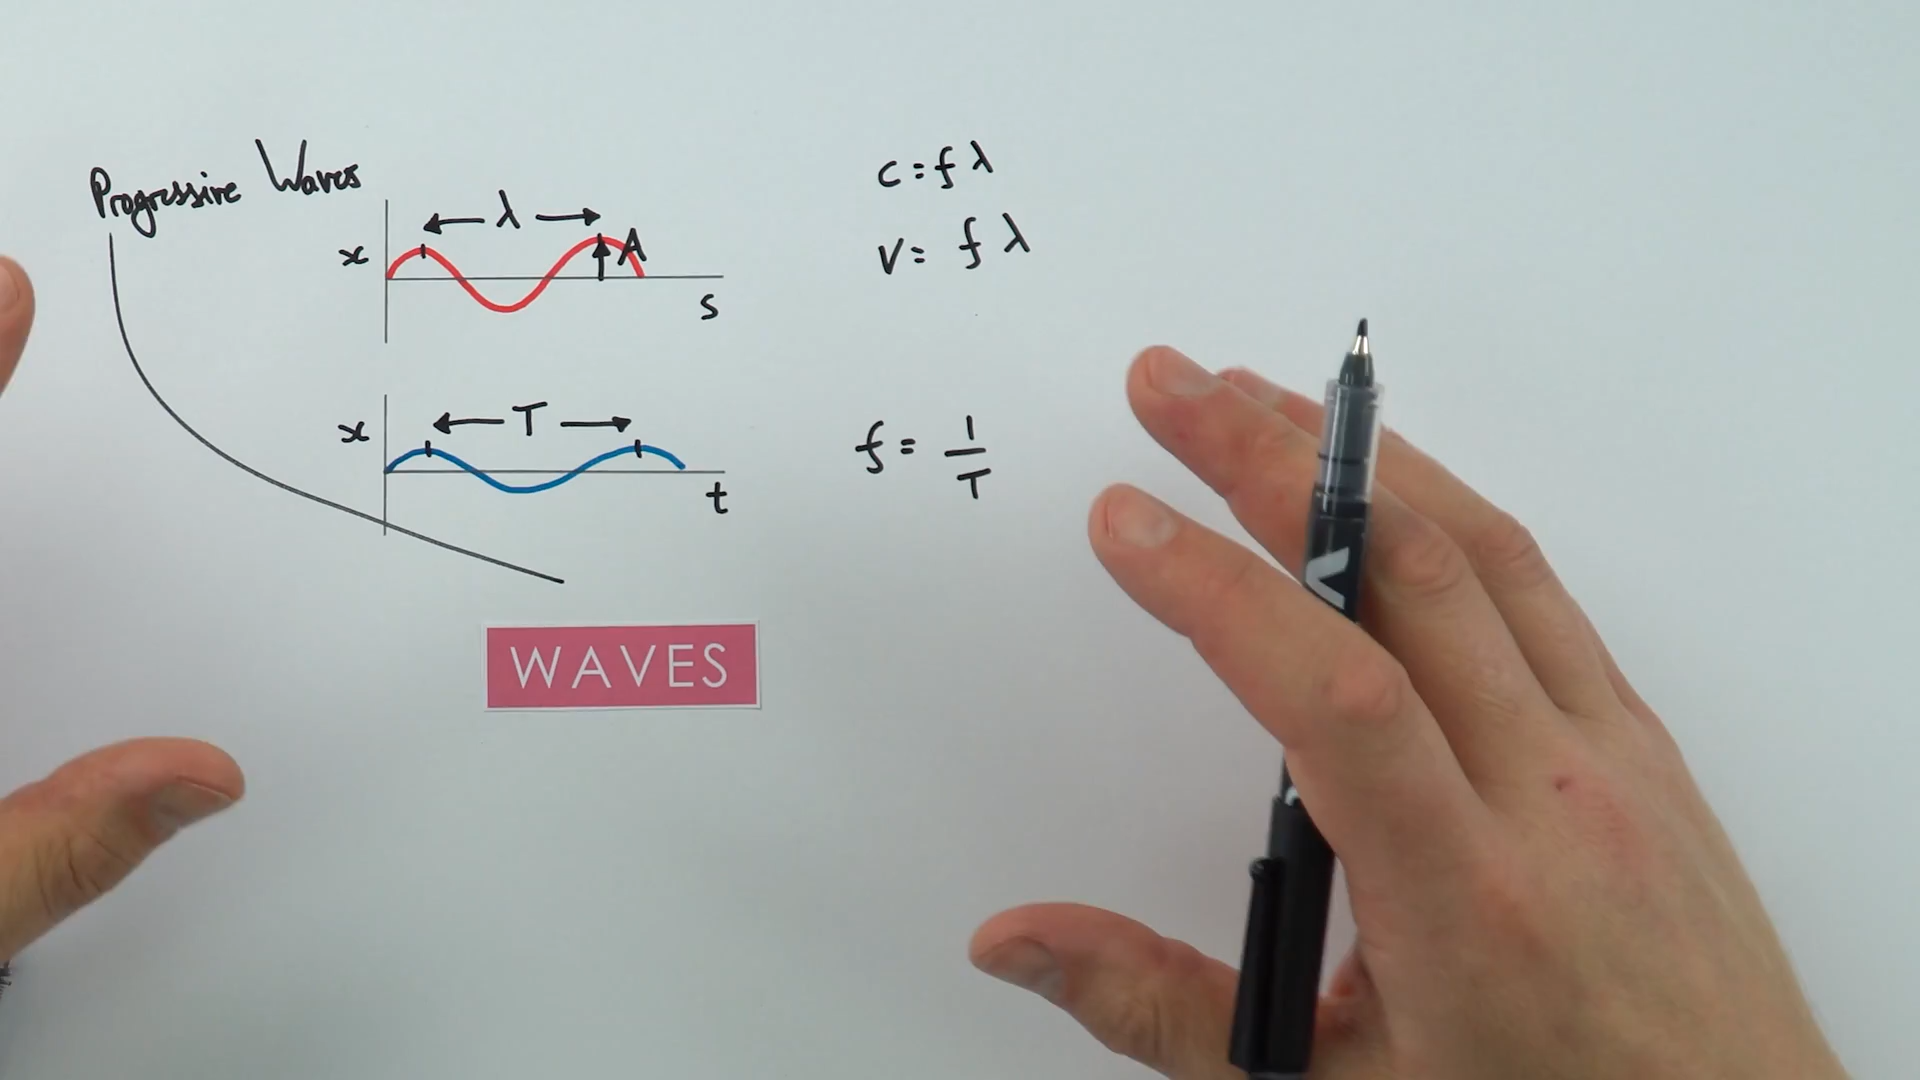 Progressive Waves
x
λ
A
s
c = f λ
v = f λ
x
T
t
f = 1/T
WAVES
V